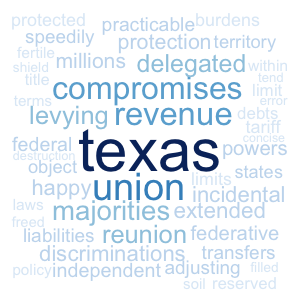 protected practicable burdens
speedily protection territory
fertile millions delegated within
shield compromises tend
title limit
terms levying revenue debts error
tariff
federal texas concise
destruction powers
object states
happy union limits incidental
laws majorities extended
freed
liabilities reunion federative
discriminations transfers
policy independent adjusting filled
soil reserved